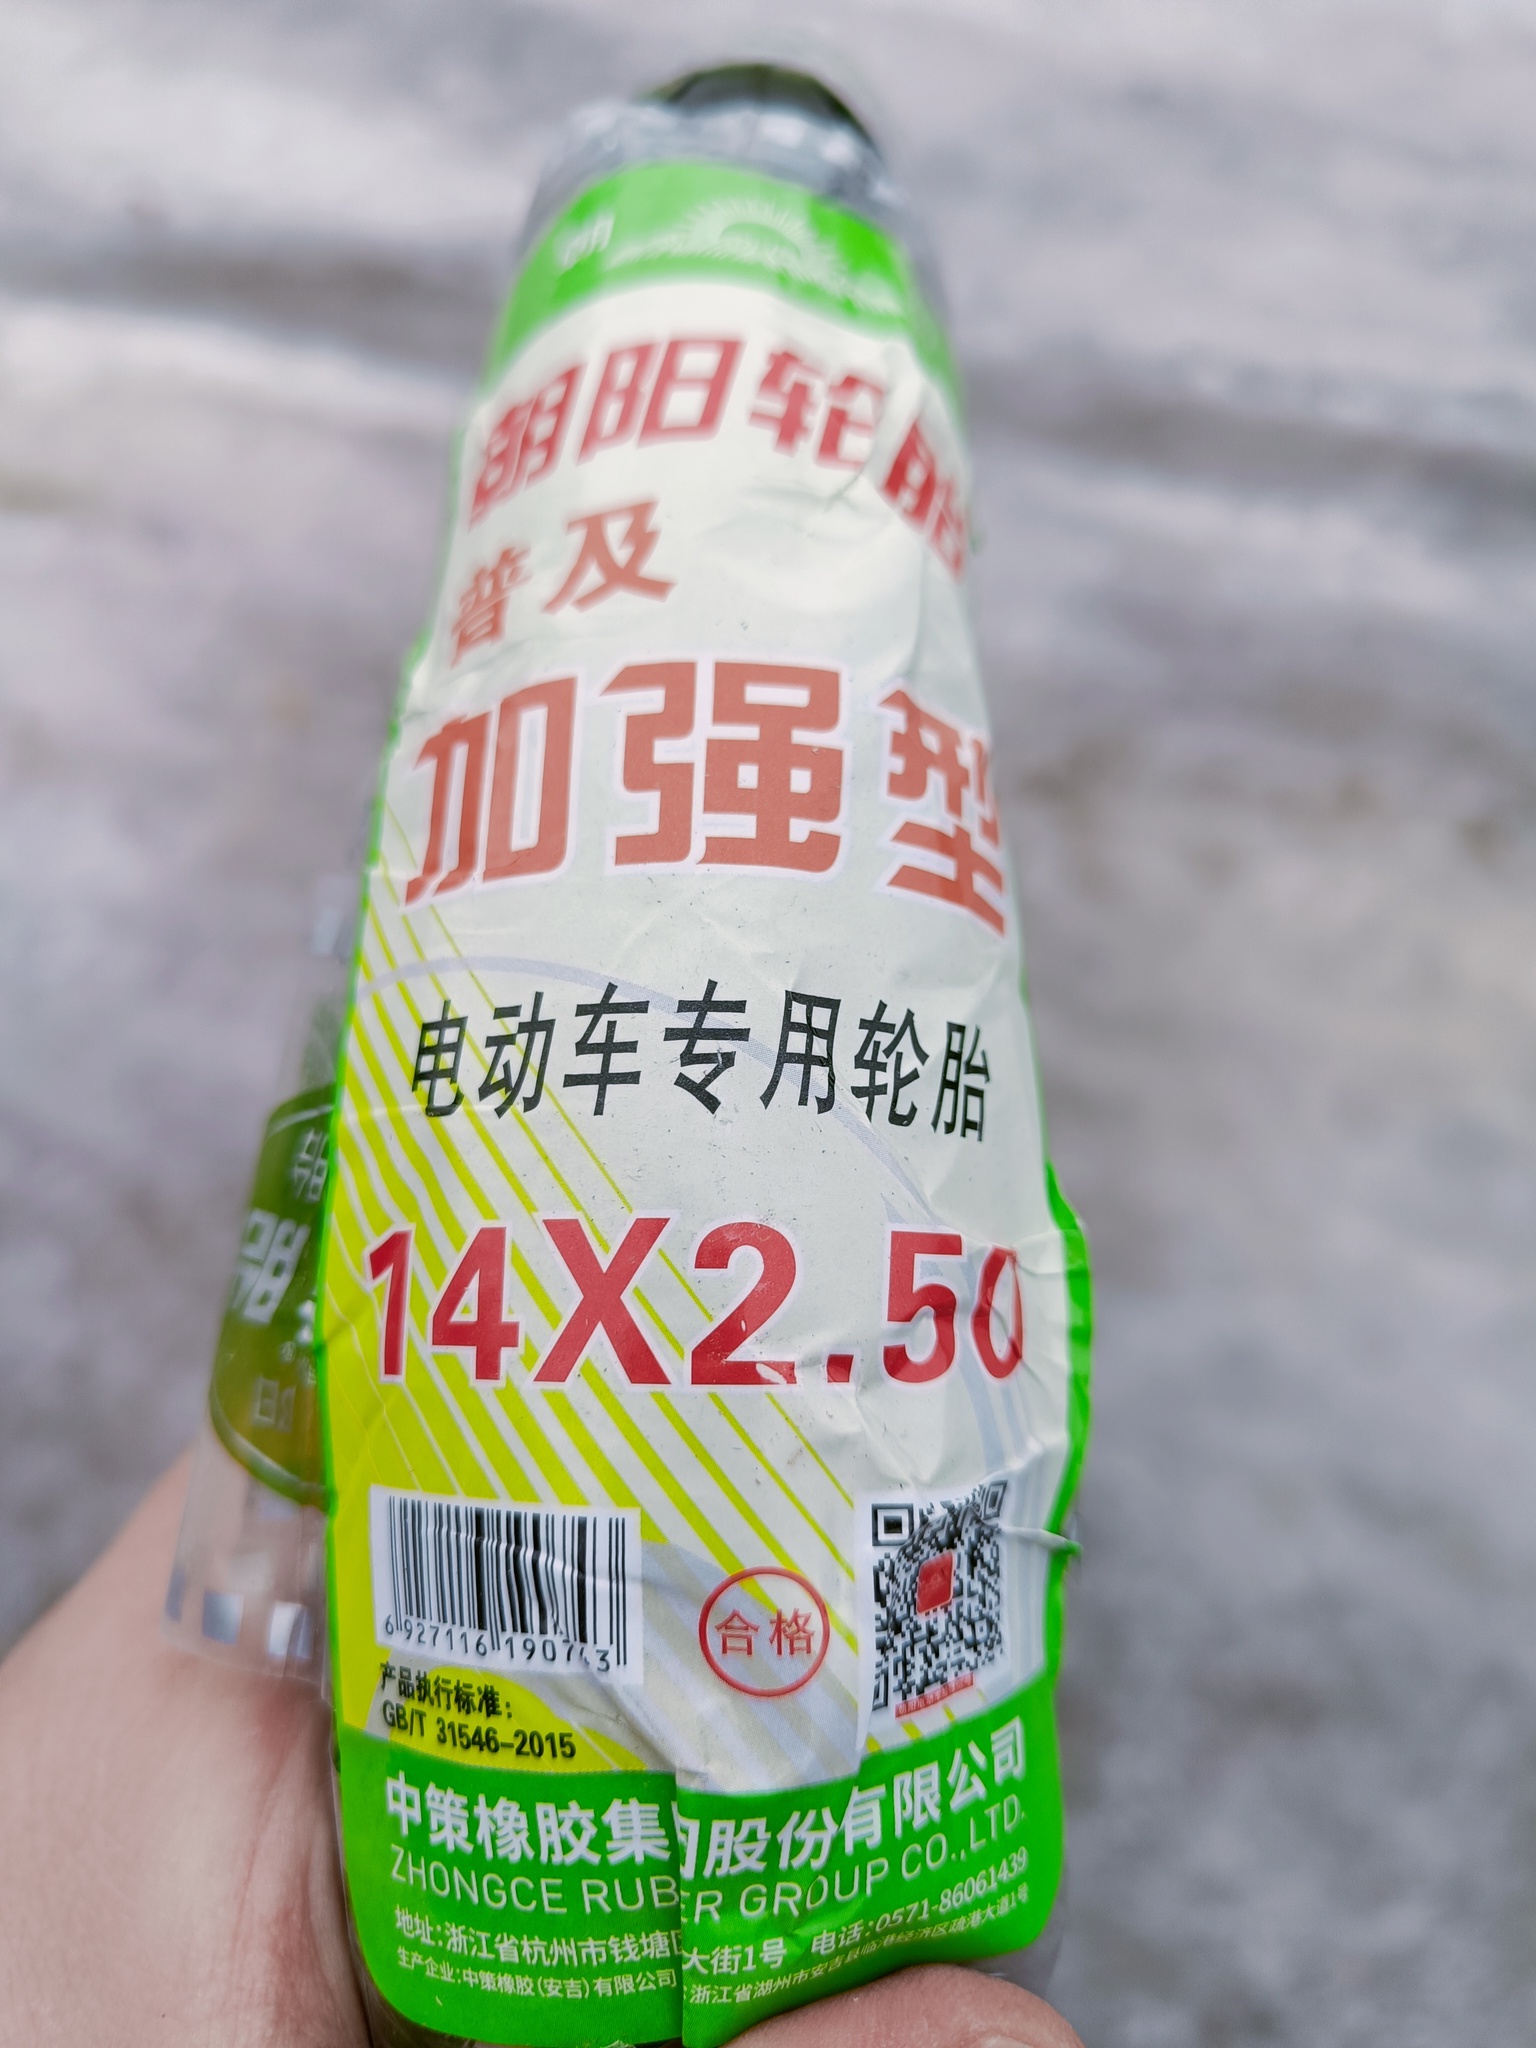 朝
朝阳轮胎
普及
加强型
电动车专用轮胎
14X2.50
6 927116 190743
合格
产品执行标准：
GB/T 31546-2015
中策橡胶集团股份有限公司
ZHONGCE RUBBER GROUP CO.,LTD.
地址：浙江省杭州市钱塘区 大街1号 电话：0571-86061439
生产企业：中策橡胶（安吉）有限公司 ：浙江省湖州市安吉县临港经济区疏港大道1号